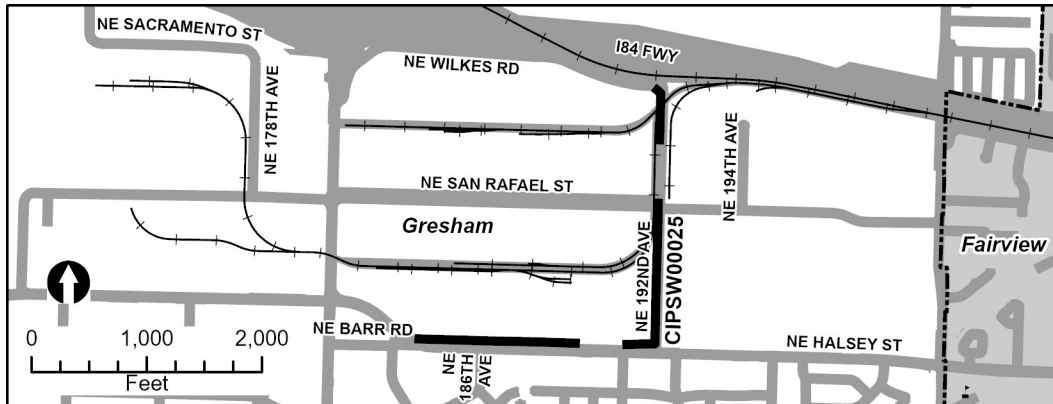 NE SACRAMENTO ST
I84 FWY
NE WILKES RD
NE 178TH AVE
NE 194TH AVE
NE SAN RAFAEL ST
Gresham
NE 192ND AVE
CIPSW00025
Fairview
0 1,000 2,000
Feet
NE BARR RD
NE
186TH
AVE
NE HALSEY ST